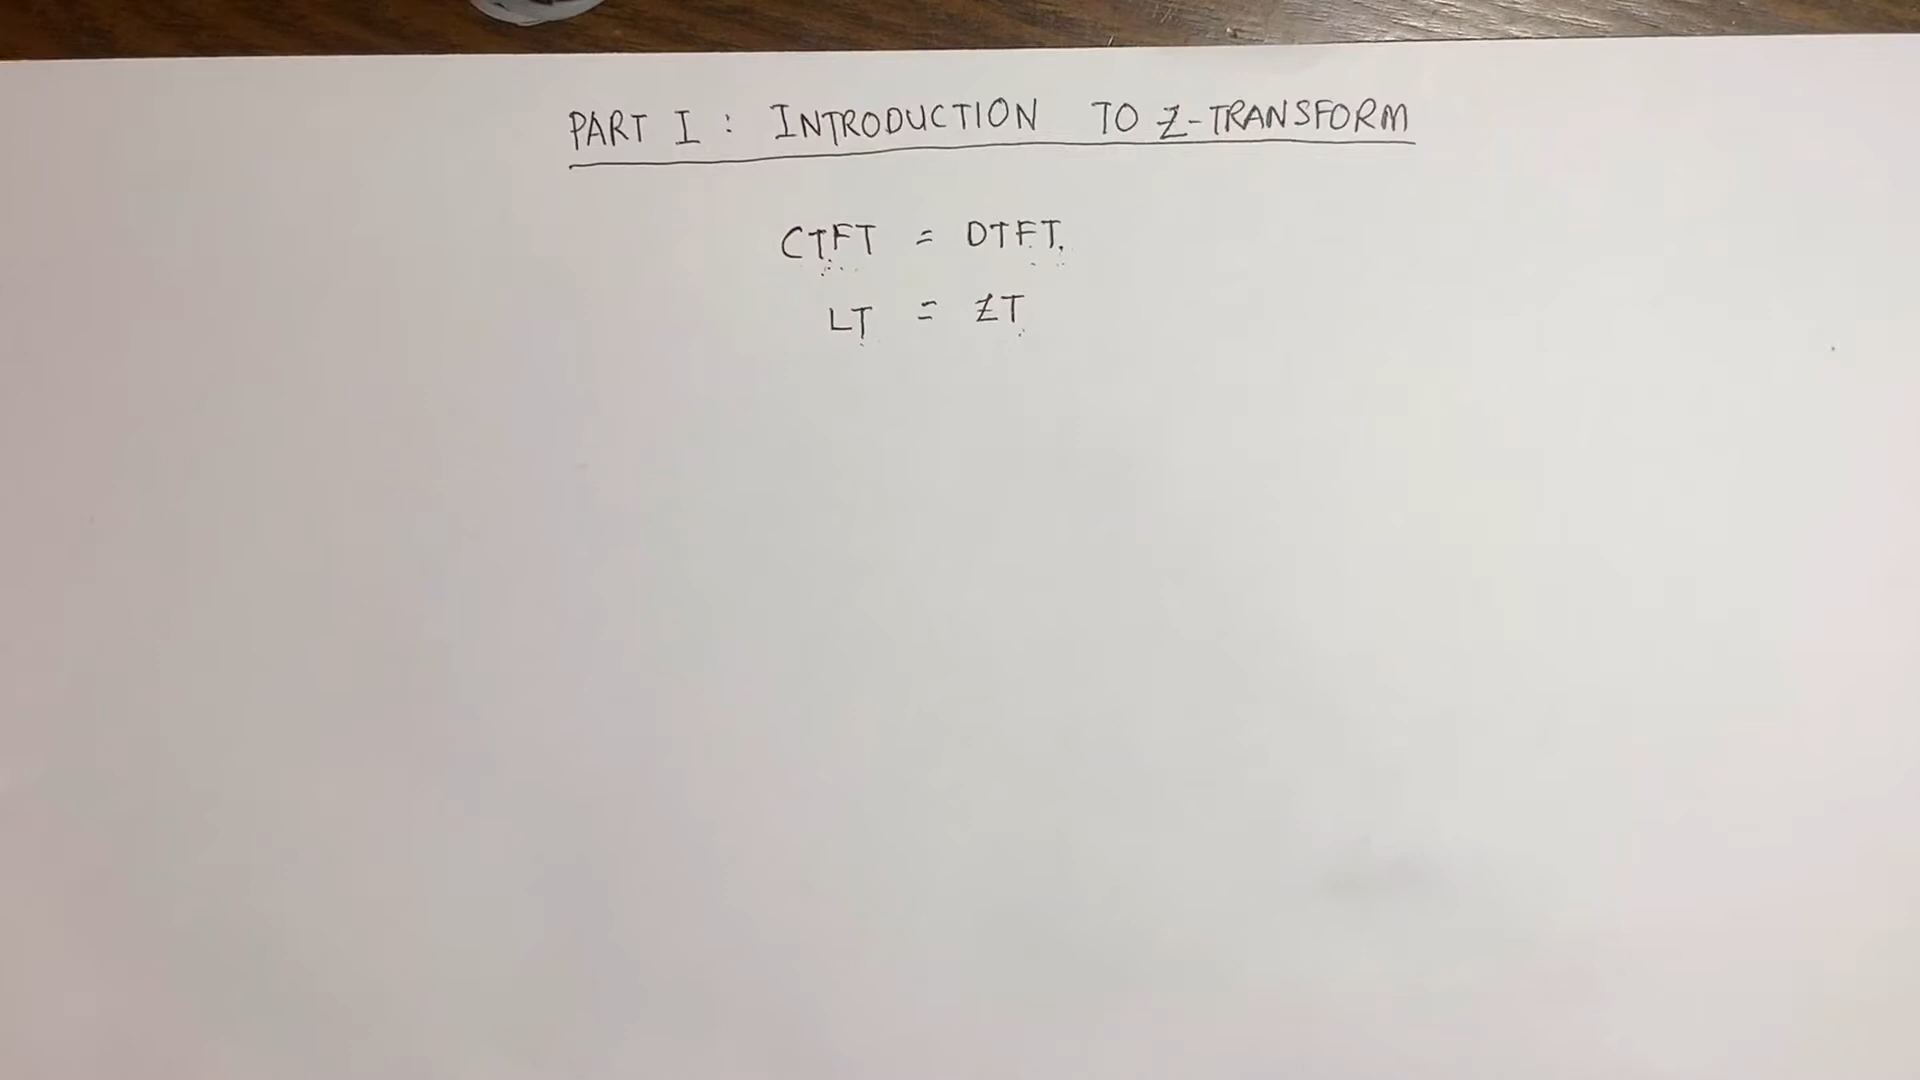 PART I : INTRODUCTION TO Z-TRANSFORM
CTFT = DTFT
LT = ZT